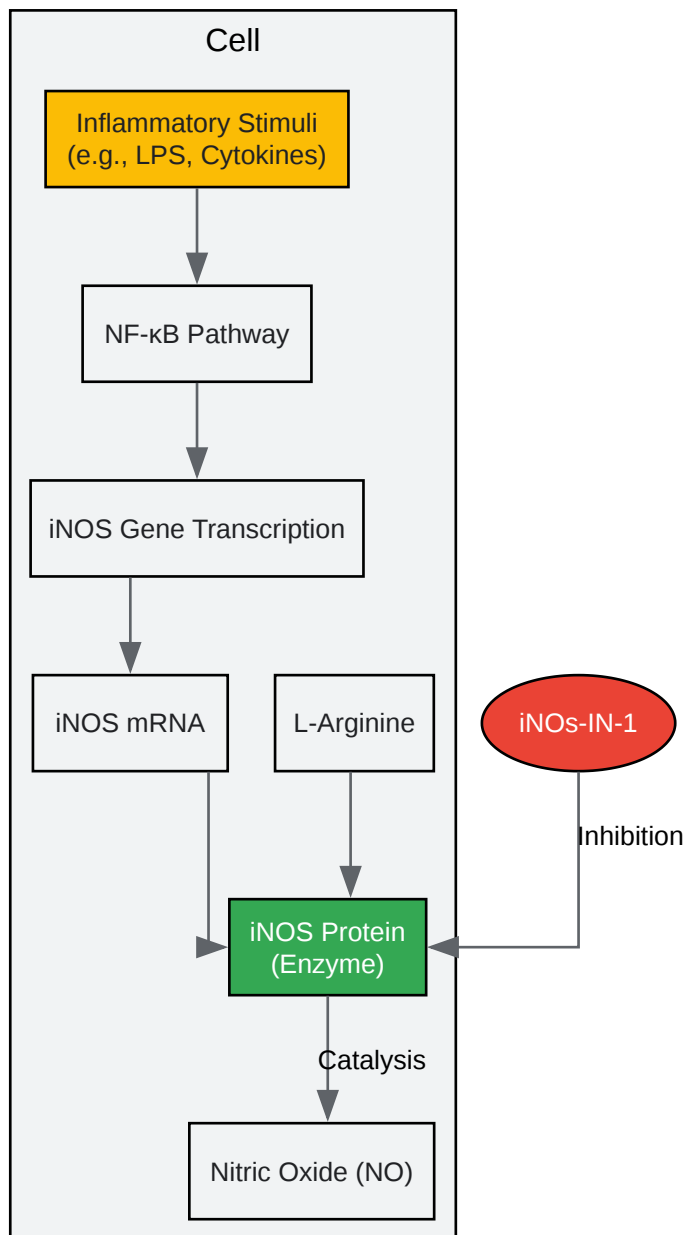 Cell
Inflammatory Stimuli
(e.g., LPS, Cytokines)
NF-κB Pathway
iNOS Gene Transcription
iNOS mRNA
L-Arginine
iNOs-IN-1
Inhibition
iNOS Protein
(Enzyme)
Catalysis
Nitric Oxide (NO)